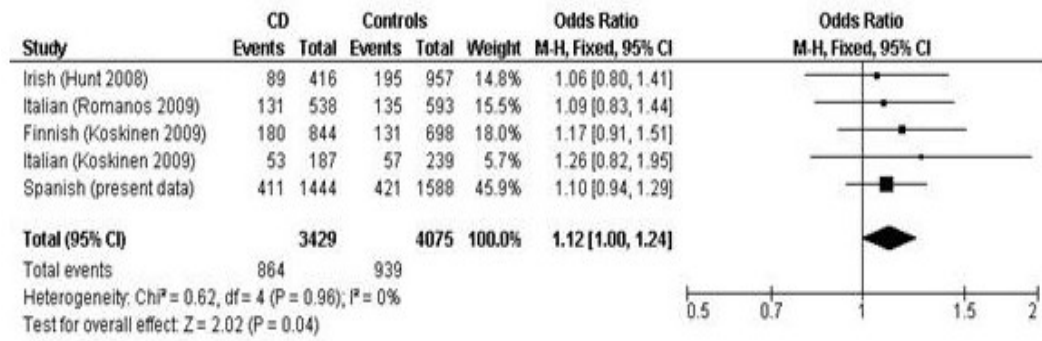 CD Controls Odds Ratio Odds Ratio
Study Events Total Events Total Weight M-H, Fixed, 95% CI M-H, Fixed, 95% CI
Irish (Hunt 2008) 89 416 195 957 14.8% 1.06 [0.80, 1.41]
Italian (Romanos 2009) 131 538 135 593 15.5% 1.09 [0.83, 1.44]
Finnish (Koskinen 2009) 180 844 131 698 18.0% 1.17 [0.91, 1.51]
Italian (Koskinen 2009) 53 187 57 239 5.7% 1.26 [0.82, 1.95]
Spanish (present data) 411 1444 421 1588 45.9% 1.10 [0.94, 1.29]
Total (95% CI) 3429 4075 100.0% 1.12 [1.00, 1.24]
Total events 864 939
Heterogeneity: Chi² = 0.62, df = 4 (P = 0.96); I² = 0%
Test for overall effect: Z = 2.02 (P = 0.04)
0.5 0.7 1 1.5 2